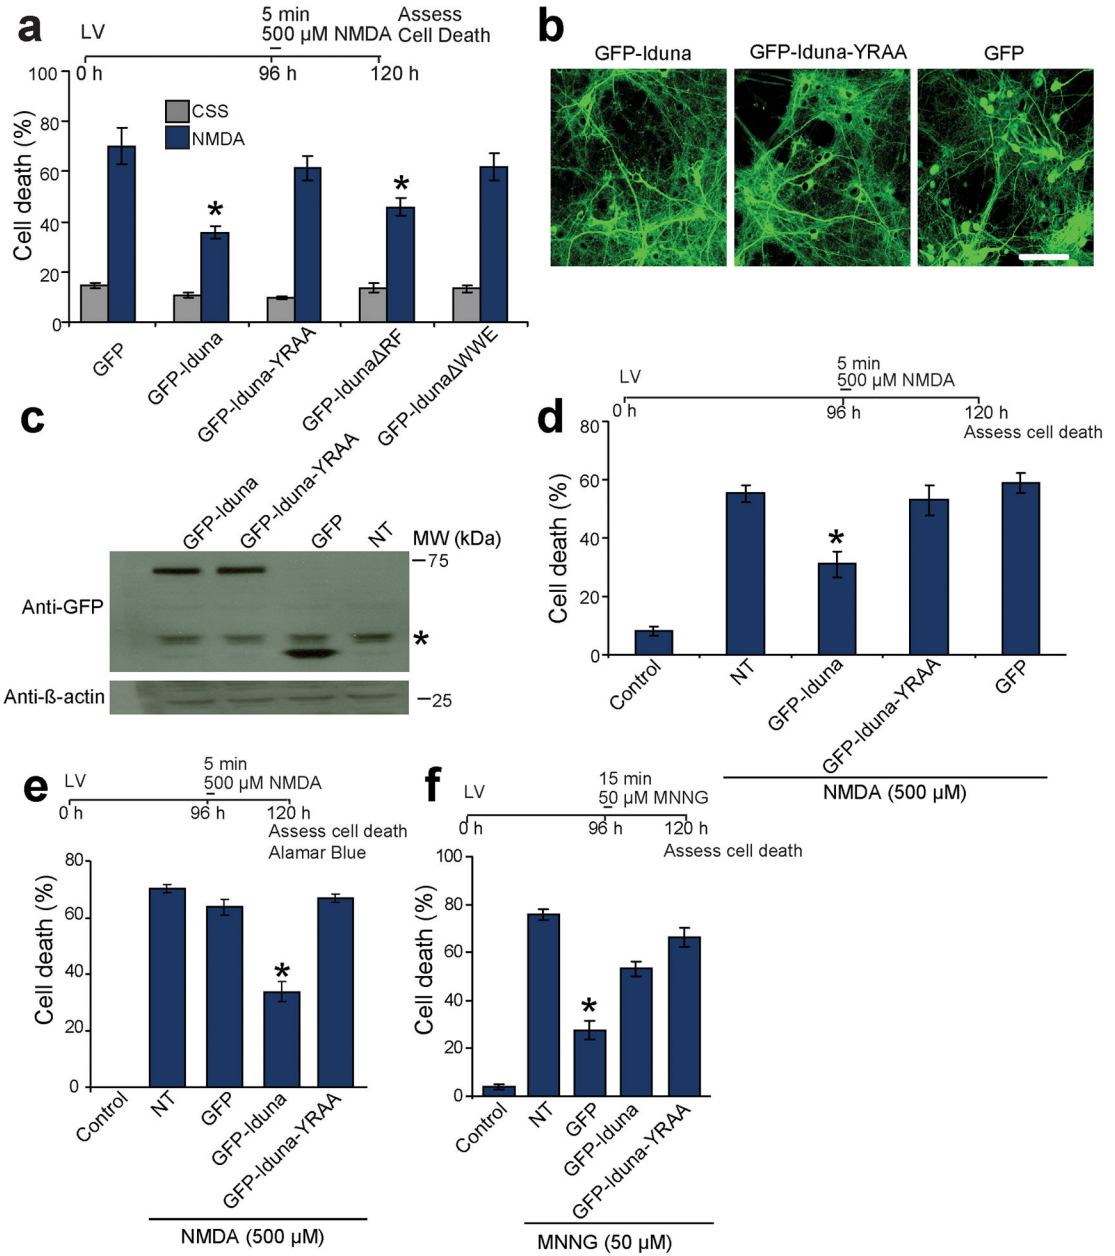 a
LV
5 min
500 µM NMDA
Assess
Cell Death
0 h
96 h
120 h
Cell death (%)
100
80
60
40
20
0
CSS
NMDA
*
*
GFP
GFP-Iduna
GFP-Iduna-YRAA
GFP-IdunaΔRF
GFP-IdunaΔWWE
b
GFP-Iduna
GFP-Iduna-YRAA
GFP
c
GFP-Iduna
GFP-Iduna-YRAA
GFP
NT
MW (kDa)
75
Anti-GFP
*
Anti-ß-actin
25
d
LV
5 min
500 µM NMDA
0 h
96 h
120 h
Assess cell death
Cell death (%)
80
60
40
20
0
*
Control
NT
GFP-Iduna
GFP-Iduna-YRAA
GFP
NMDA (500 µM)
e
LV
5 min
500 µM NMDA
0 h
96 h
120 h
Assess cell death
Alamar Blue
Cell death (%)
80
60
40
20
0
*
Control
NT
GFP
GFP-Iduna
GFP-Iduna-YRAA
NMDA (500 µM)
f
LV
15 min
50 µM MNNG
0 h
96 h
120 h
Assess cell death
Cell death (%)
100
80
60
40
20
0
*
Control
NT
GFP
GFP-Iduna
GFP-Iduna-YRAA
MNNG (50 µM)